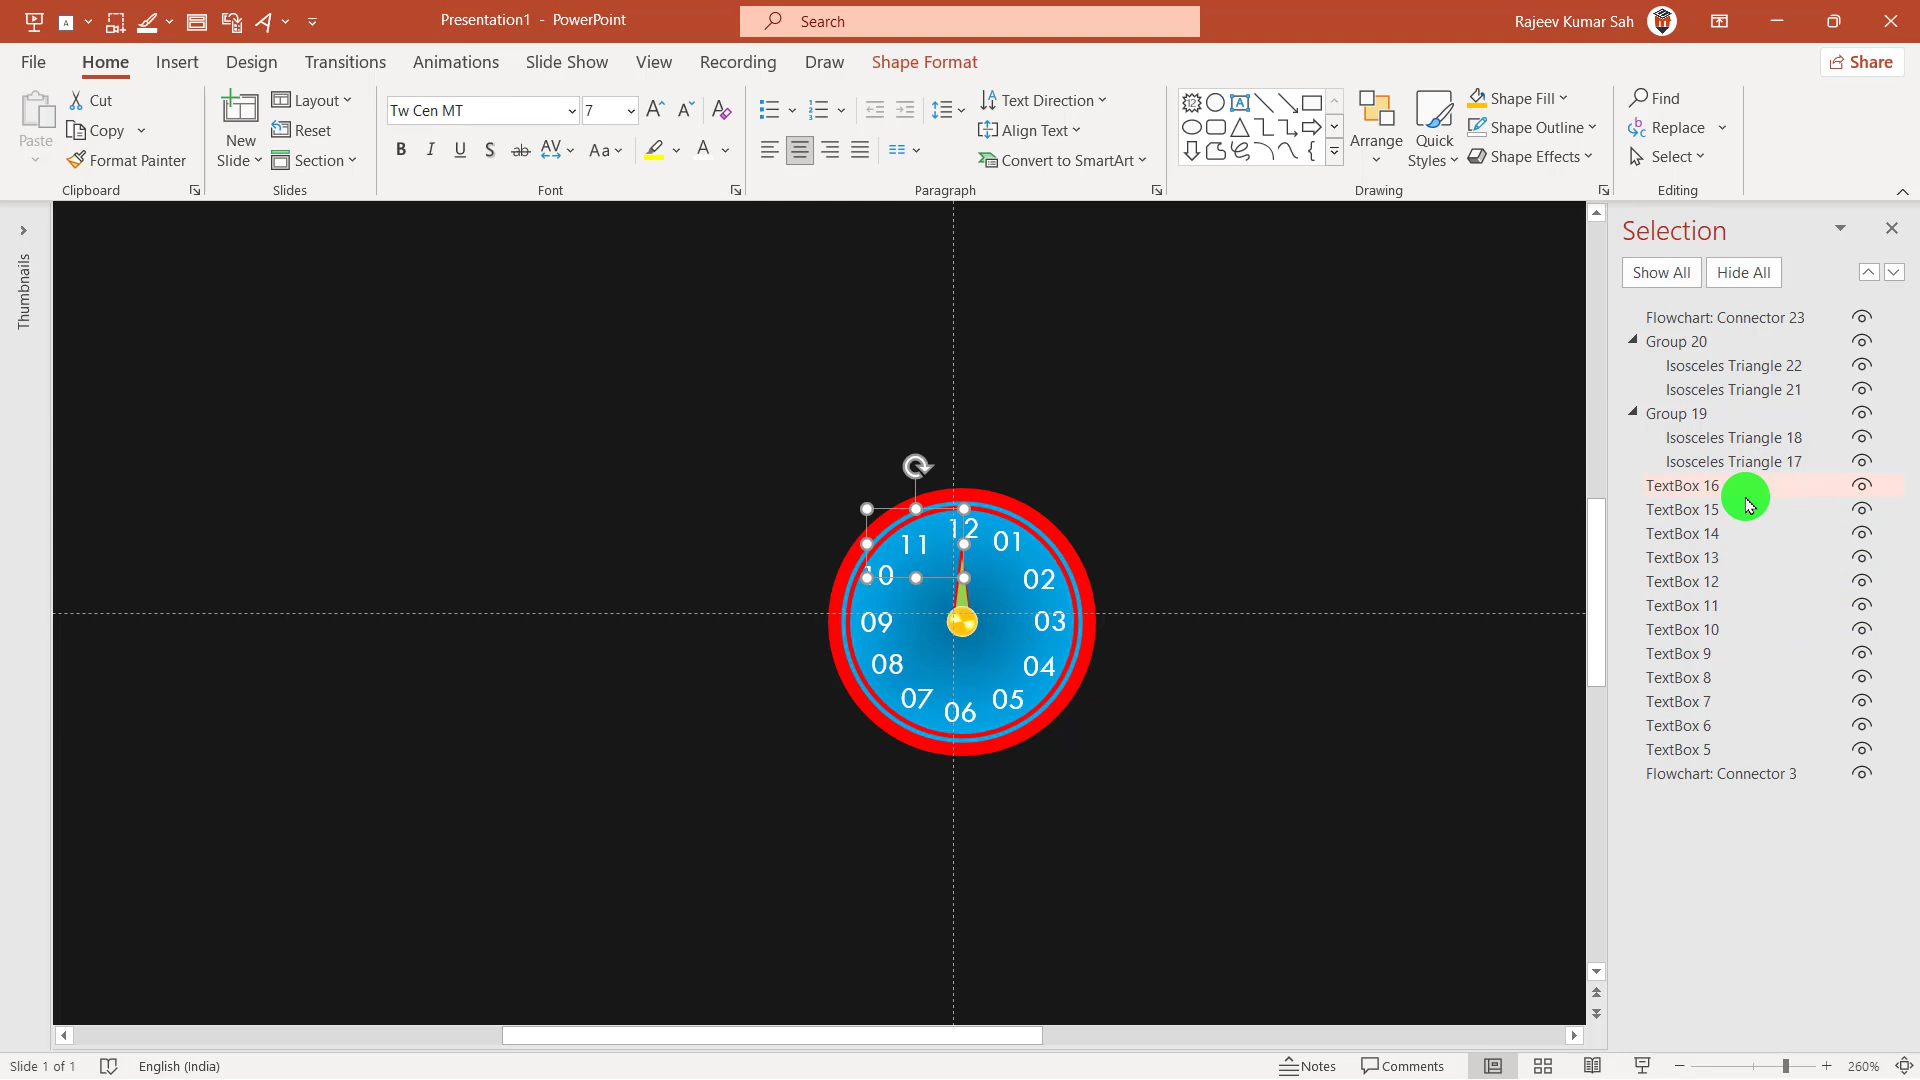 Presentation1 - PowerPoint
Search
Rajeev Kumar Sah
File Home Insert Design Transitions Animations Slide Show View Recording Draw Shape Format
Share
Paste
Cut
Copy
Format Painter
Clipboard
New Slide
Layout
Reset
Section
Slides
Tw Cen MT
7
Font
Text Direction
Align Text
Convert to SmartArt
Paragraph
Arrange
Quick Styles
Shape Fill
Shape Outline
Shape Effects
Drawing
Find
Replace
Select
Editing
Thumbnails
12
11
01
10
02
09
03
08
04
07
05
06
Selection
Show All
Hide All
Flowchart: Connector 23
Group 20
Isosceles Triangle 22
Isosceles Triangle 21
Group 19
Isosceles Triangle 18
Isosceles Triangle 17
TextBox 16
TextBox 15
TextBox 14
TextBox 13
TextBox 12
TextBox 11
TextBox 10
TextBox 9
TextBox 8
TextBox 7
TextBox 6
TextBox 5
Flowchart: Connector 3
Slide 1 of 1
English (India)
Notes
Comments
260%